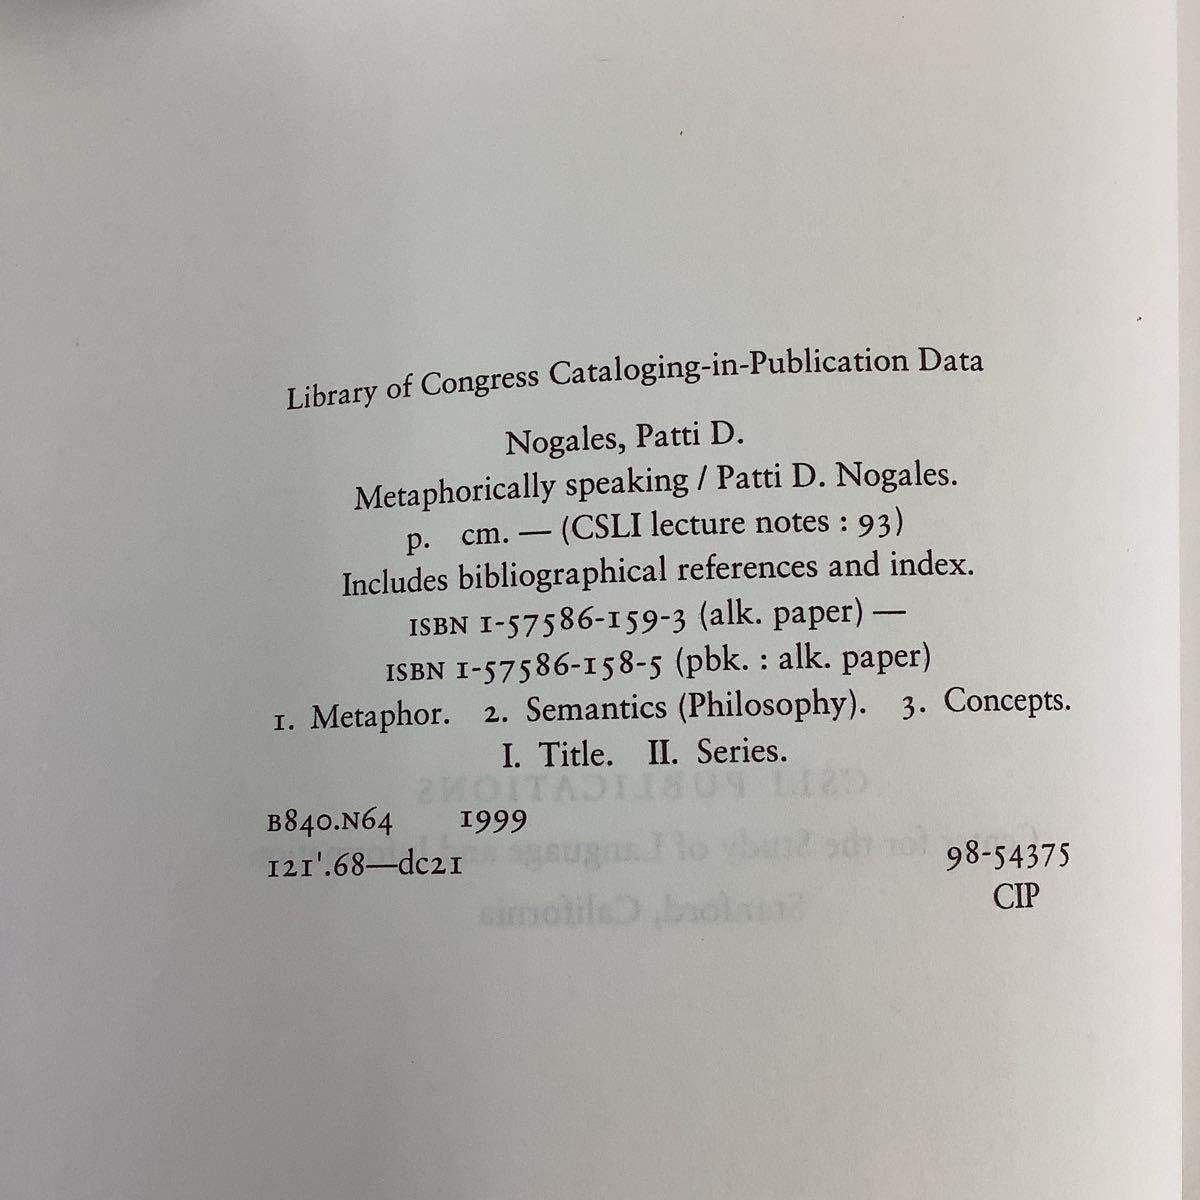 Library of Congress Cataloging-in-Publication Data
Nogales, Patti D.
Metaphorically speaking / Patti D. Nogales.
p. cm. — (CSLI lecture notes : 93)
Includes bibliographical references and index.
ISBN 1-57586-159-3 (alk. paper) —
ISBN 1-57586-158-5 (pbk. : alk. paper)
1. Metaphor. 2. Semantics (Philosophy). 3. Concepts.
I. Title. II. Series.
B840.N64 1999
121'.68—dc21
98-54375
CIP